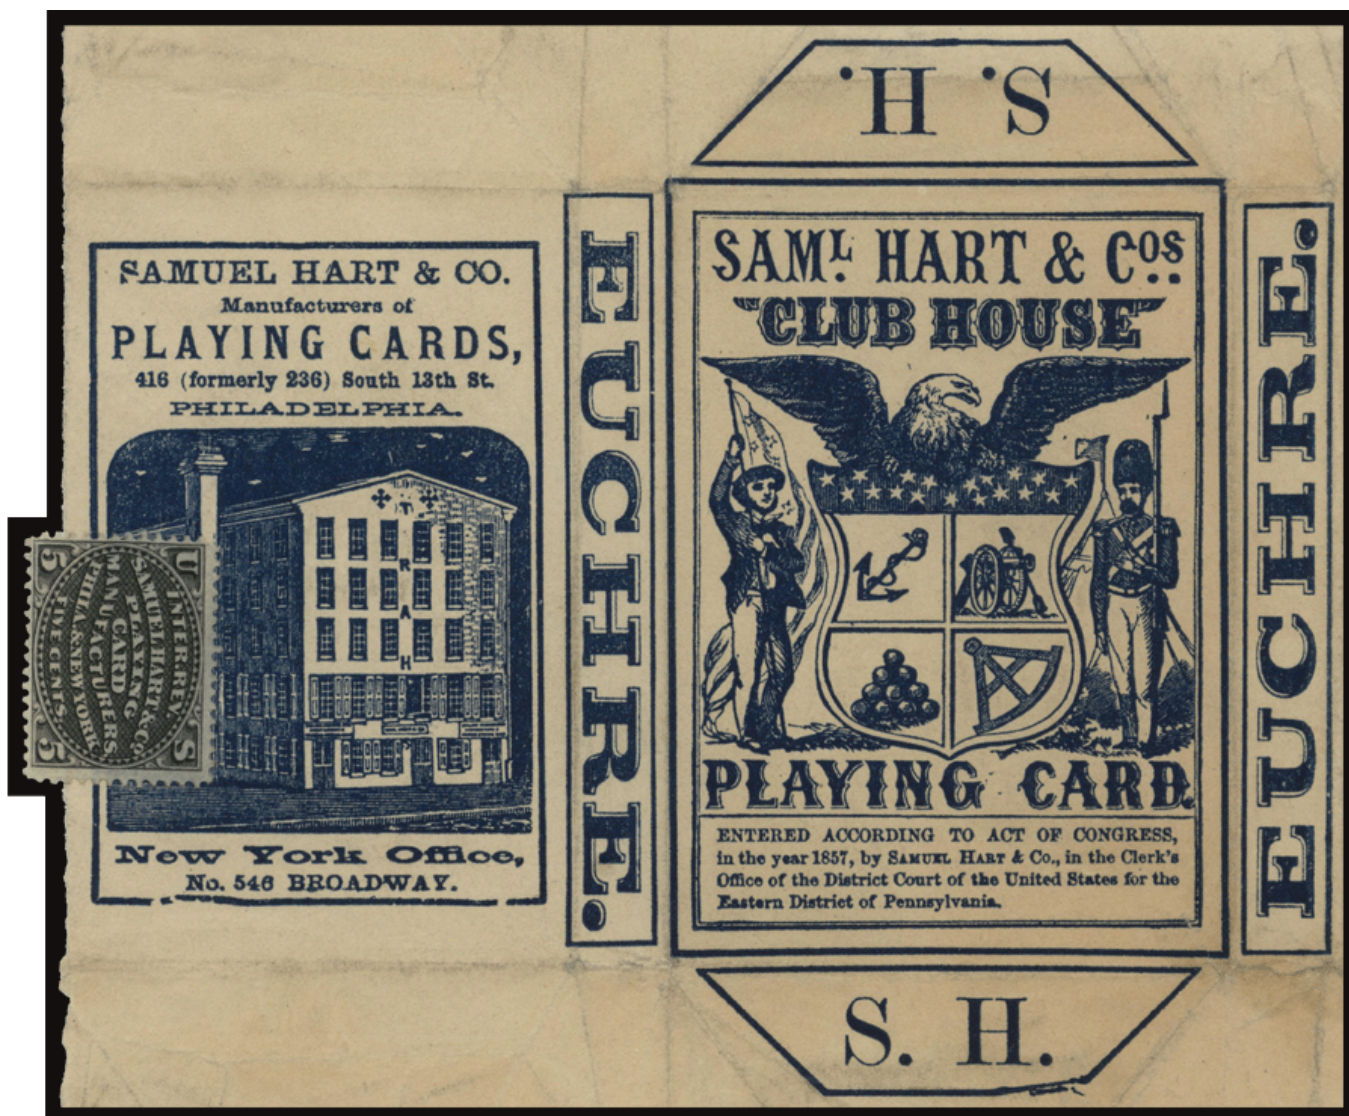 S. H.
SAMUEL HART & CO.
Manufacturers of
PLAYING CARDS,
416 (formerly 236) South 13th St.
PHILADELPHIA.
T
R
A
H
New York Office,
No. 546 BROADWAY.
U S
INTER.REV.
SAMUEL HART & Co
PLAYING
CARD
MANUFACTURERS
PHILA & NEW YORK
FIVE CENTS
5 5
EUCHRE.
SAML. HART & COS
"CLUB HOUSE"
PLAYING CARD.
ENTERED ACCORDING TO ACT OF CONGRESS,
in the year 1857, by SAMUEL HART & Co., in the Clerk's
Office of the District Court of the United States for the
Eastern District of Pennsylvania.
EUCHRE.
S. H.